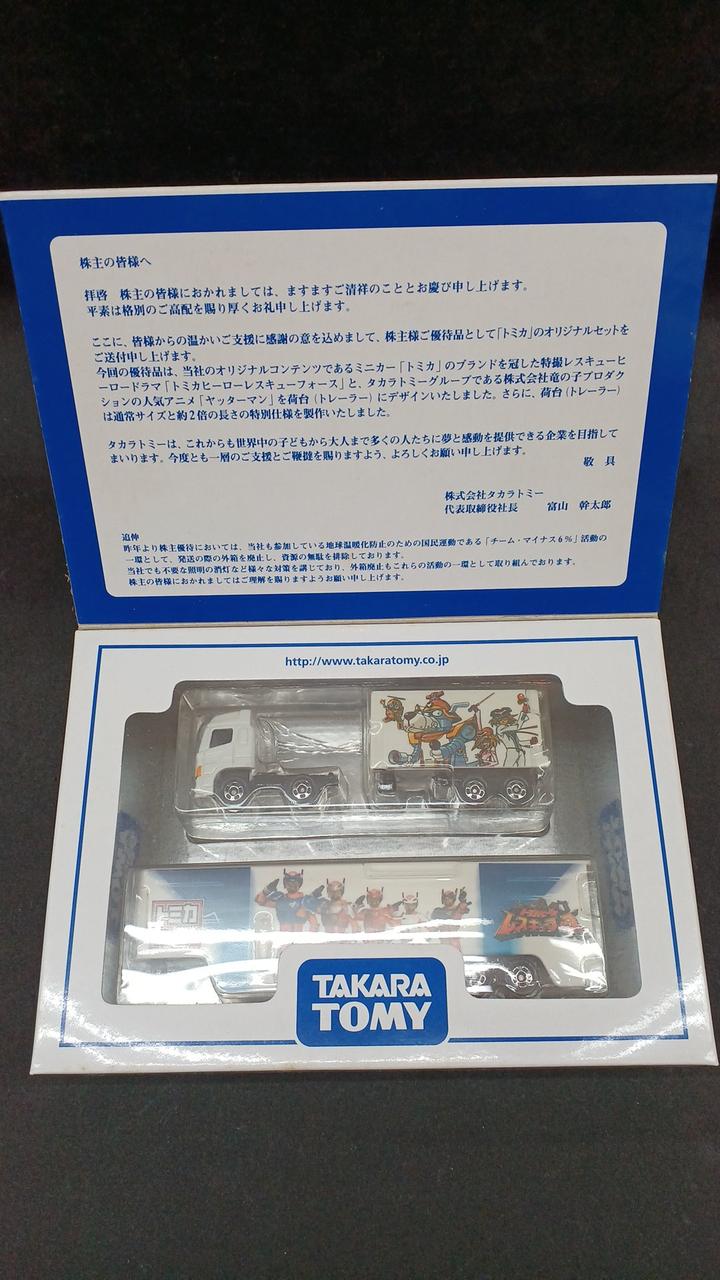 株主の皆様へ
拝啓 株主の皆様におかれましては、ますますご清祥のこととお慶び申し上げます。
平素は格別のご高配を賜り厚くお礼申し上げます。
ここに、皆様からの温かいご支援に感謝の意を込めまして、株主様ご優待品として「トミカ」のオリジナルセットを
ご送付申し上げます。
今回の優待品は、当社のオリジナルコンテンツであるミニカー「トミカ」のブランドを冠した特撮レスキューヒ
ーロードラマ「トミカヒーローレスキューフォース」と、タカラトミーグループである株式会社竜の子プロダク
ションの人気アニメ「ヤッターマン」を荷台（トレーラー）にデザインいたしました。さらに、荷台（トレーラー）
は通常サイズと約2倍の長さの特別仕様を製作いたしました。
タカラトミーは、これからも世界中の子どもから大人まで多くの人たちに夢と感動を提供できる企業を目指して
まいります。今度とも一層のご支援とご鞭撻を賜りますよう、よろしくお願い申し上げます。
敬 具
株式会社タカラトミー
代表取締役社長 富山 幹太郎
追伸
昨年より株主優待においては、当社も参加している地球温暖化防止のための国民運動である「チーム・マイナス6%」活動の
一環として、発送の際の外箱を廃止し、資源の無駄を排除しております。
当社でも不要な照明の消灯など様々な対策を講じており、外箱廃止もこれらの活動の一環として取り組んでおります。
株主の皆様におかれましてはご理解を賜りますようお願い申し上げます。
http://www.takaratomy.co.jp
トミカ
レスキューフォース
TAKARA
TOMY